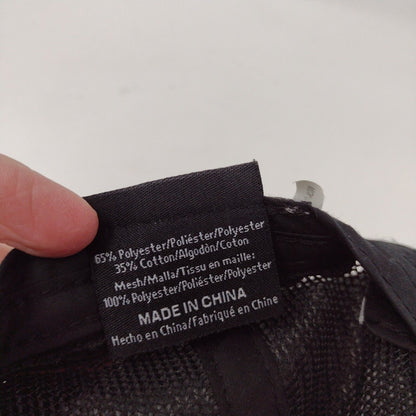 65% Polyester/Poliéster/Polyester
35% Cotton/Algodòn/Coton
Mesh/Malla/Tissu en maille:
100% Polyester/Poliéster/Polyester
MADE IN CHINA
Hecho en China/Fabriqué en Chine